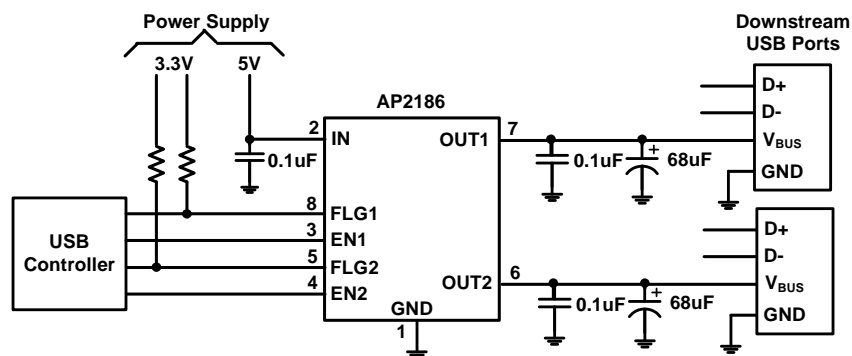 Power Supply
3.3V 5V
Downstream
USB Ports
AP2186
2 IN
0.1uF
OUT1 7
0.1uF
68uF
D+
D-
VBUS
GND
USB
Controller
8 FLG1
3 EN1
5 FLG2
4 EN2
GND
1
OUT2 6
0.1uF
68uF
D+
D-
VBUS
GND